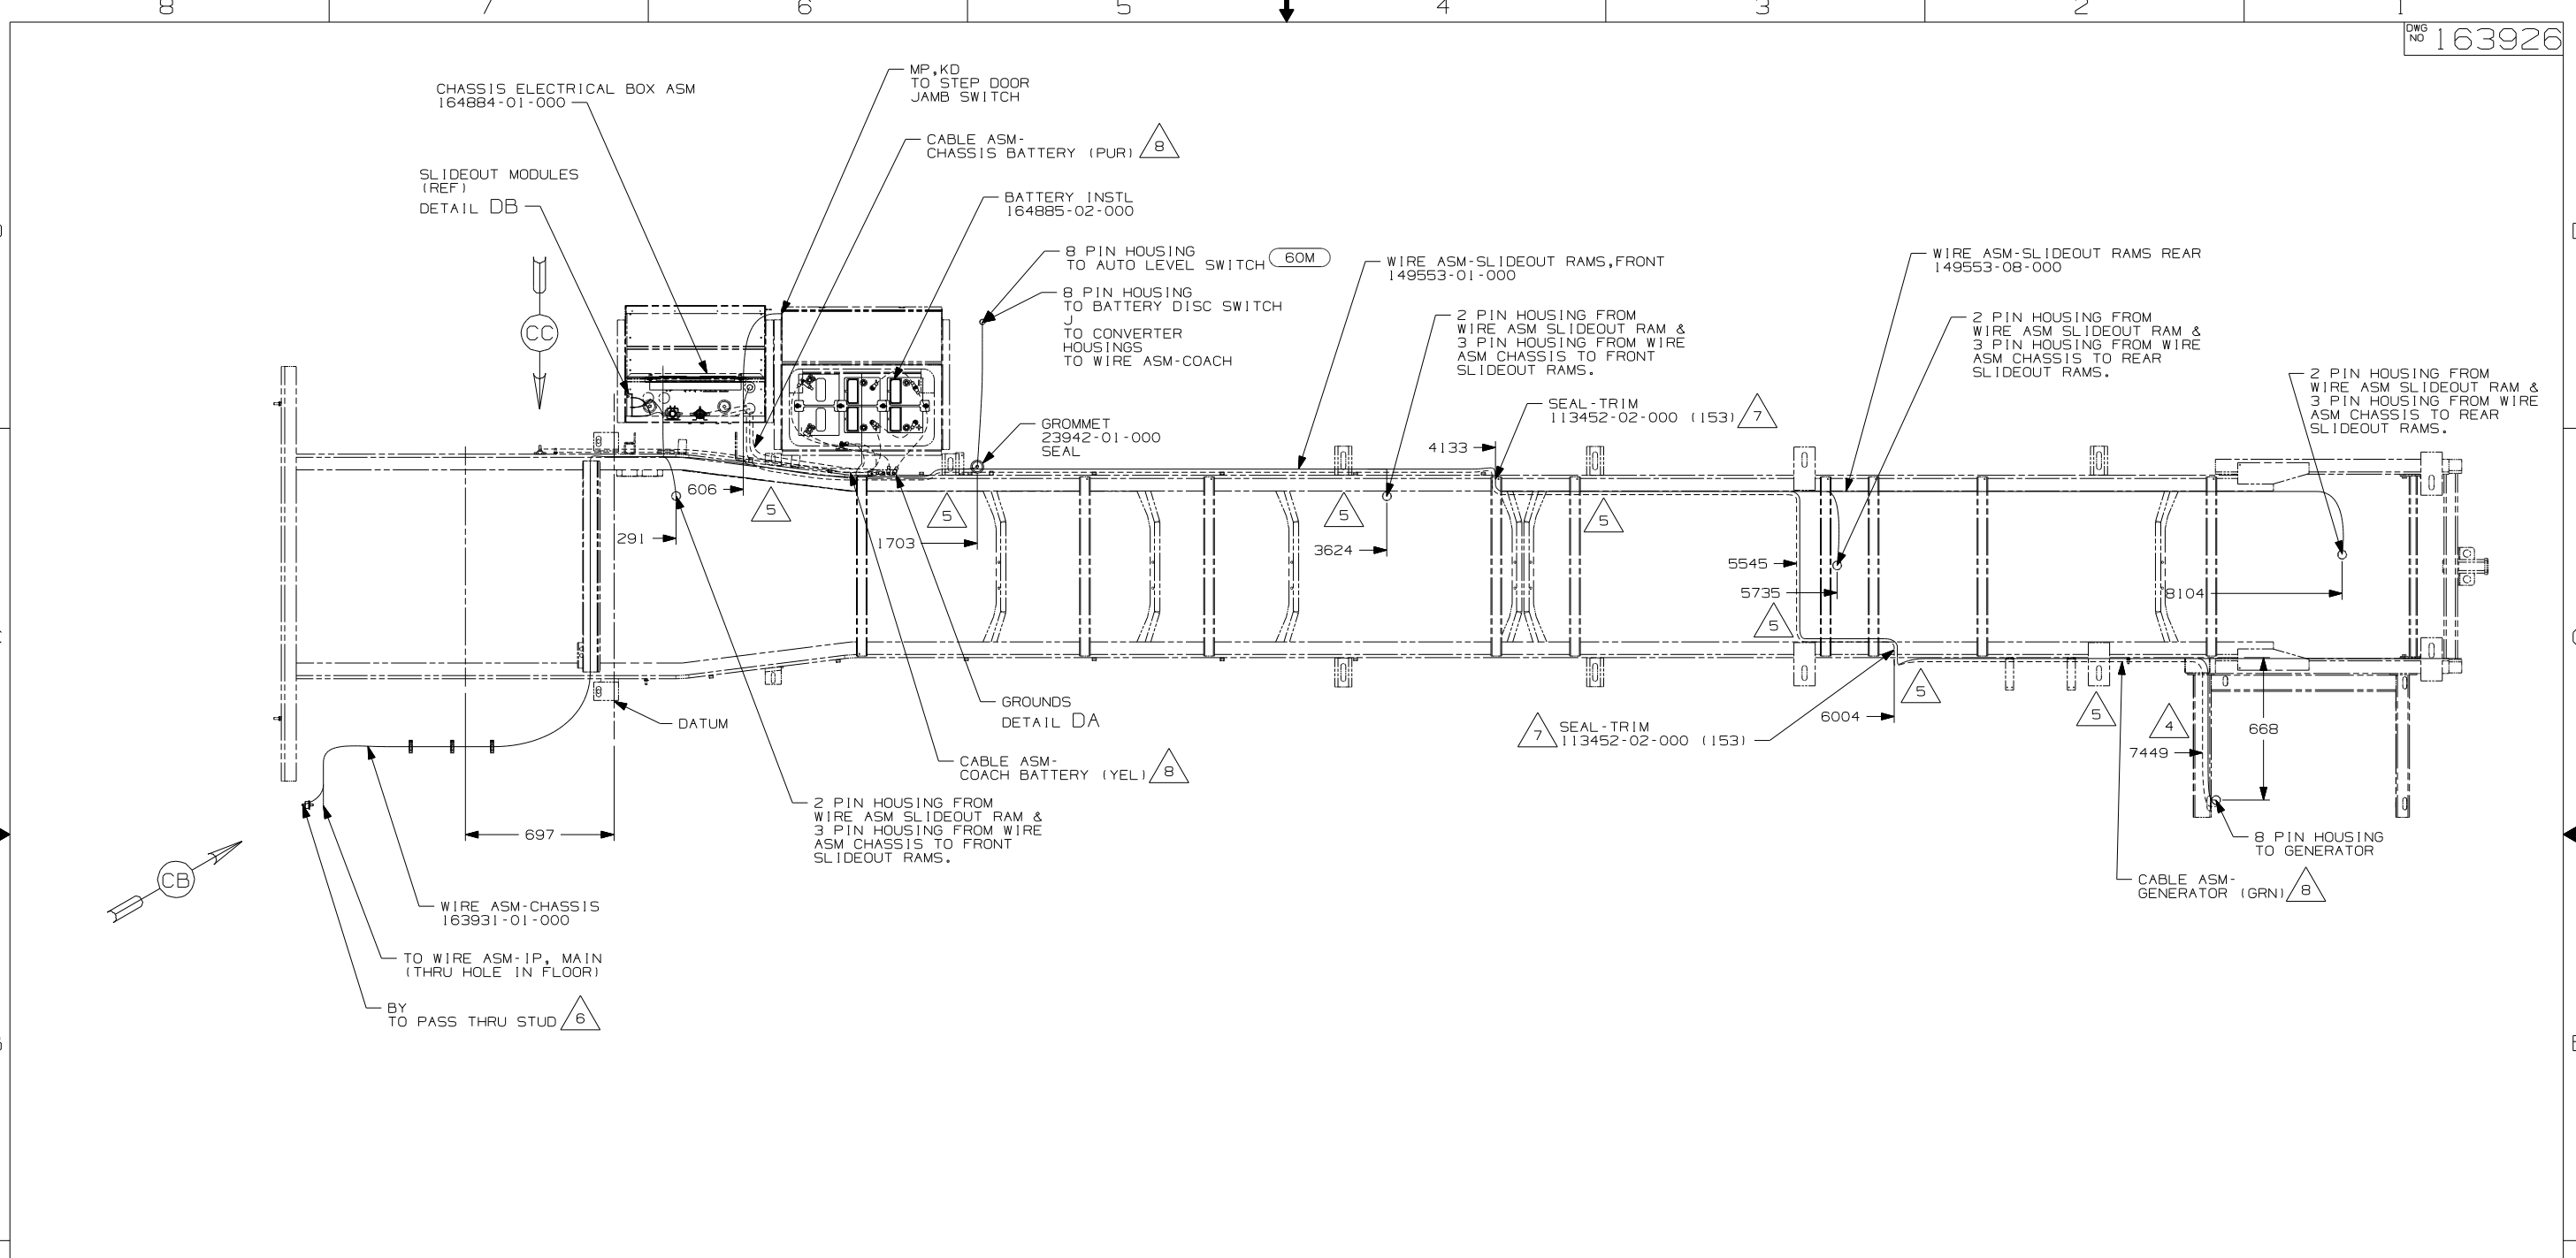 8 7 6 5 4 3 2 1
DWG
NO 163926
CHASSIS ELECTRICAL BOX ASM
164884-01-000
MP,KD
TO STEP DOOR
JAMB SWITCH
CABLE ASM-
CHASSIS BATTERY (PUR) 8
SLIDEOUT MODULES
(REF)
DETAIL DB
BATTERY INSTL
164885-02-000
8 PIN HOUSING
TO AUTO LEVEL SWITCH 60M
8 PIN HOUSING
TO BATTERY DISC SWITCH
J
TO CONVERTER
HOUSINGS
TO WIRE ASM-COACH
WIRE ASM-SLIDEOUT RAMS,FRONT
149553-01-000
WIRE ASM-SLIDEOUT RAMS REAR
149553-08-000
2 PIN HOUSING FROM
WIRE ASM SLIDEOUT RAM &
3 PIN HOUSING FROM WIRE
ASM CHASSIS TO FRONT
SLIDEOUT RAMS.
2 PIN HOUSING FROM
WIRE ASM SLIDEOUT RAM &
3 PIN HOUSING FROM WIRE
ASM CHASSIS TO REAR
SLIDEOUT RAMS.
2 PIN HOUSING FROM
WIRE ASM SLIDEOUT RAM &
3 PIN HOUSING FROM WIRE
ASM CHASSIS TO REAR
SLIDEOUT RAMS.
CC
SEAL-TRIM
113452-02-000 (153) 7
GROMMET
23942-01-000
SEAL
4133
606
5
5
5
5
291
1703
3624
5545
5735
8104
5
5
5
4
GROUNDS
DETAIL DA
DATUM
7 SEAL-TRIM
113452-02-000 (153)
6004
668
7449
CABLE ASM-
COACH BATTERY (YEL) 8
2 PIN HOUSING FROM
WIRE ASM SLIDEOUT RAM &
3 PIN HOUSING FROM WIRE
ASM CHASSIS TO FRONT
SLIDEOUT RAMS.
697
8 PIN HOUSING
TO GENERATOR
CB
CABLE ASM-
GENERATOR (GRN) 8
WIRE ASM-CHASSIS
163931-01-000
TO WIRE ASM-IP, MAIN
(THRU HOLE IN FLOOR)
BY
TO PASS THRU STUD 6